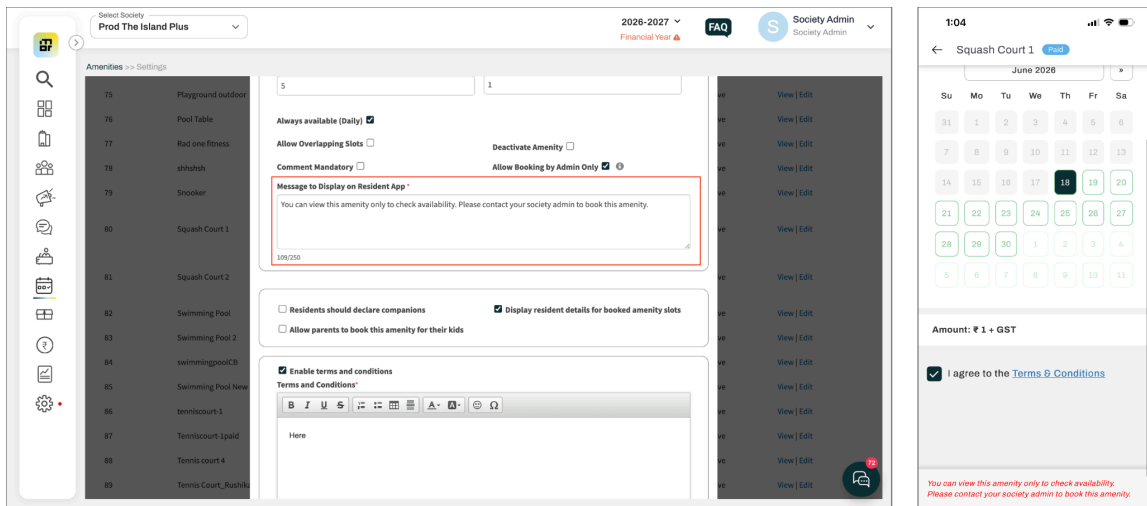 Select Society
Prod The Island Plus
2026-2027
Financial Year
FAQ
S
Society Admin
Society Admin
Amenities >> Settings
75 Playground outdoor View | Edit
76 Pool Table View | Edit
77 Rad one fitness View | Edit
78 shhshsh View | Edit
79 Snooker View | Edit
80 Squash Court 1 View | Edit
81 Squash Court 2 View | Edit
82 Swimming Pool View | Edit
83 Swimming Pool 2 View | Edit
84 swimmingpoolCB View | Edit
85 Swimming Pool New View | Edit
86 tenniscourt-1 View | Edit
87 Tenniscourt-1paid View | Edit
88 Tennis court 4 View | Edit
89 Tennis Court_Rushik View | Edit
5
1
Always available (Daily)
Allow Overlapping Slots
Deactivate Amenity
Comment Mandatory
Allow Booking by Admin Only
Message to Display on Resident App *
You can view this amenity only to check availability. Please contact your society admin to book this amenity.
109/250
Residents should declare companions
Display resident details for booked amenity slots
Allow parents to book this amenity for their kids
Enable terms and conditions
Terms and Conditions*
B I U S A A Ω
Here
72
1:04
← Squash Court 1 Paid
June 2026 »
Su Mo Tu We Th Fr Sa
31 1 2 3 4 5 6
7 8 9 10 11 12 13
14 15 16 17 18 19 20
21 22 23 24 25 26 27
28 29 30 1 2 3 4
5 6 7 8 9 10 11
Amount: ₹ 1 + GST
I agree to the Terms & Conditions
You can view this amenity only to check availability.
Please contact your society admin to book this amenity.